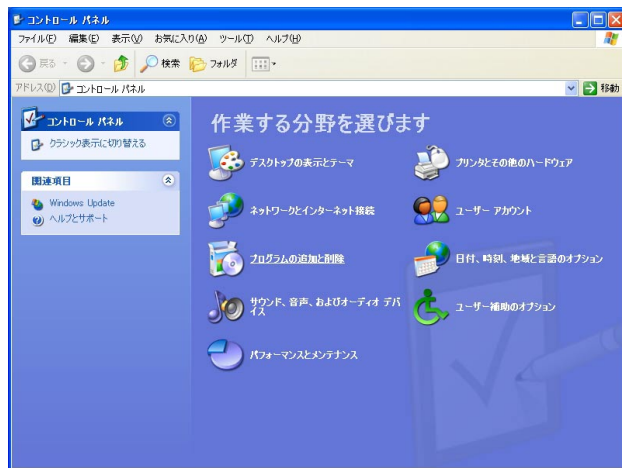 コントロール パネル
ファイル(F) 編集(E) 表示(V) お気に入り(A) ツール(T) ヘルプ(H)
戻る 検索 フォルダ
アドレス(D) コントロール パネル 移動
コントロール パネル
クラシック表示に切り替える
関連項目
Windows Update
ヘルプとサポート
作業する分野を選びます
デスクトップの表示とテーマ
プリンタとその他のハードウェア
ネットワークとインターネット接続
ユーザー アカウント
プログラムの追加と削除
日付、時刻、地域と言語のオプション
サウンド、音声、およびオーディオ デバ
イス
ユーザー補助のオプション
パフォーマンスとメンテナンス